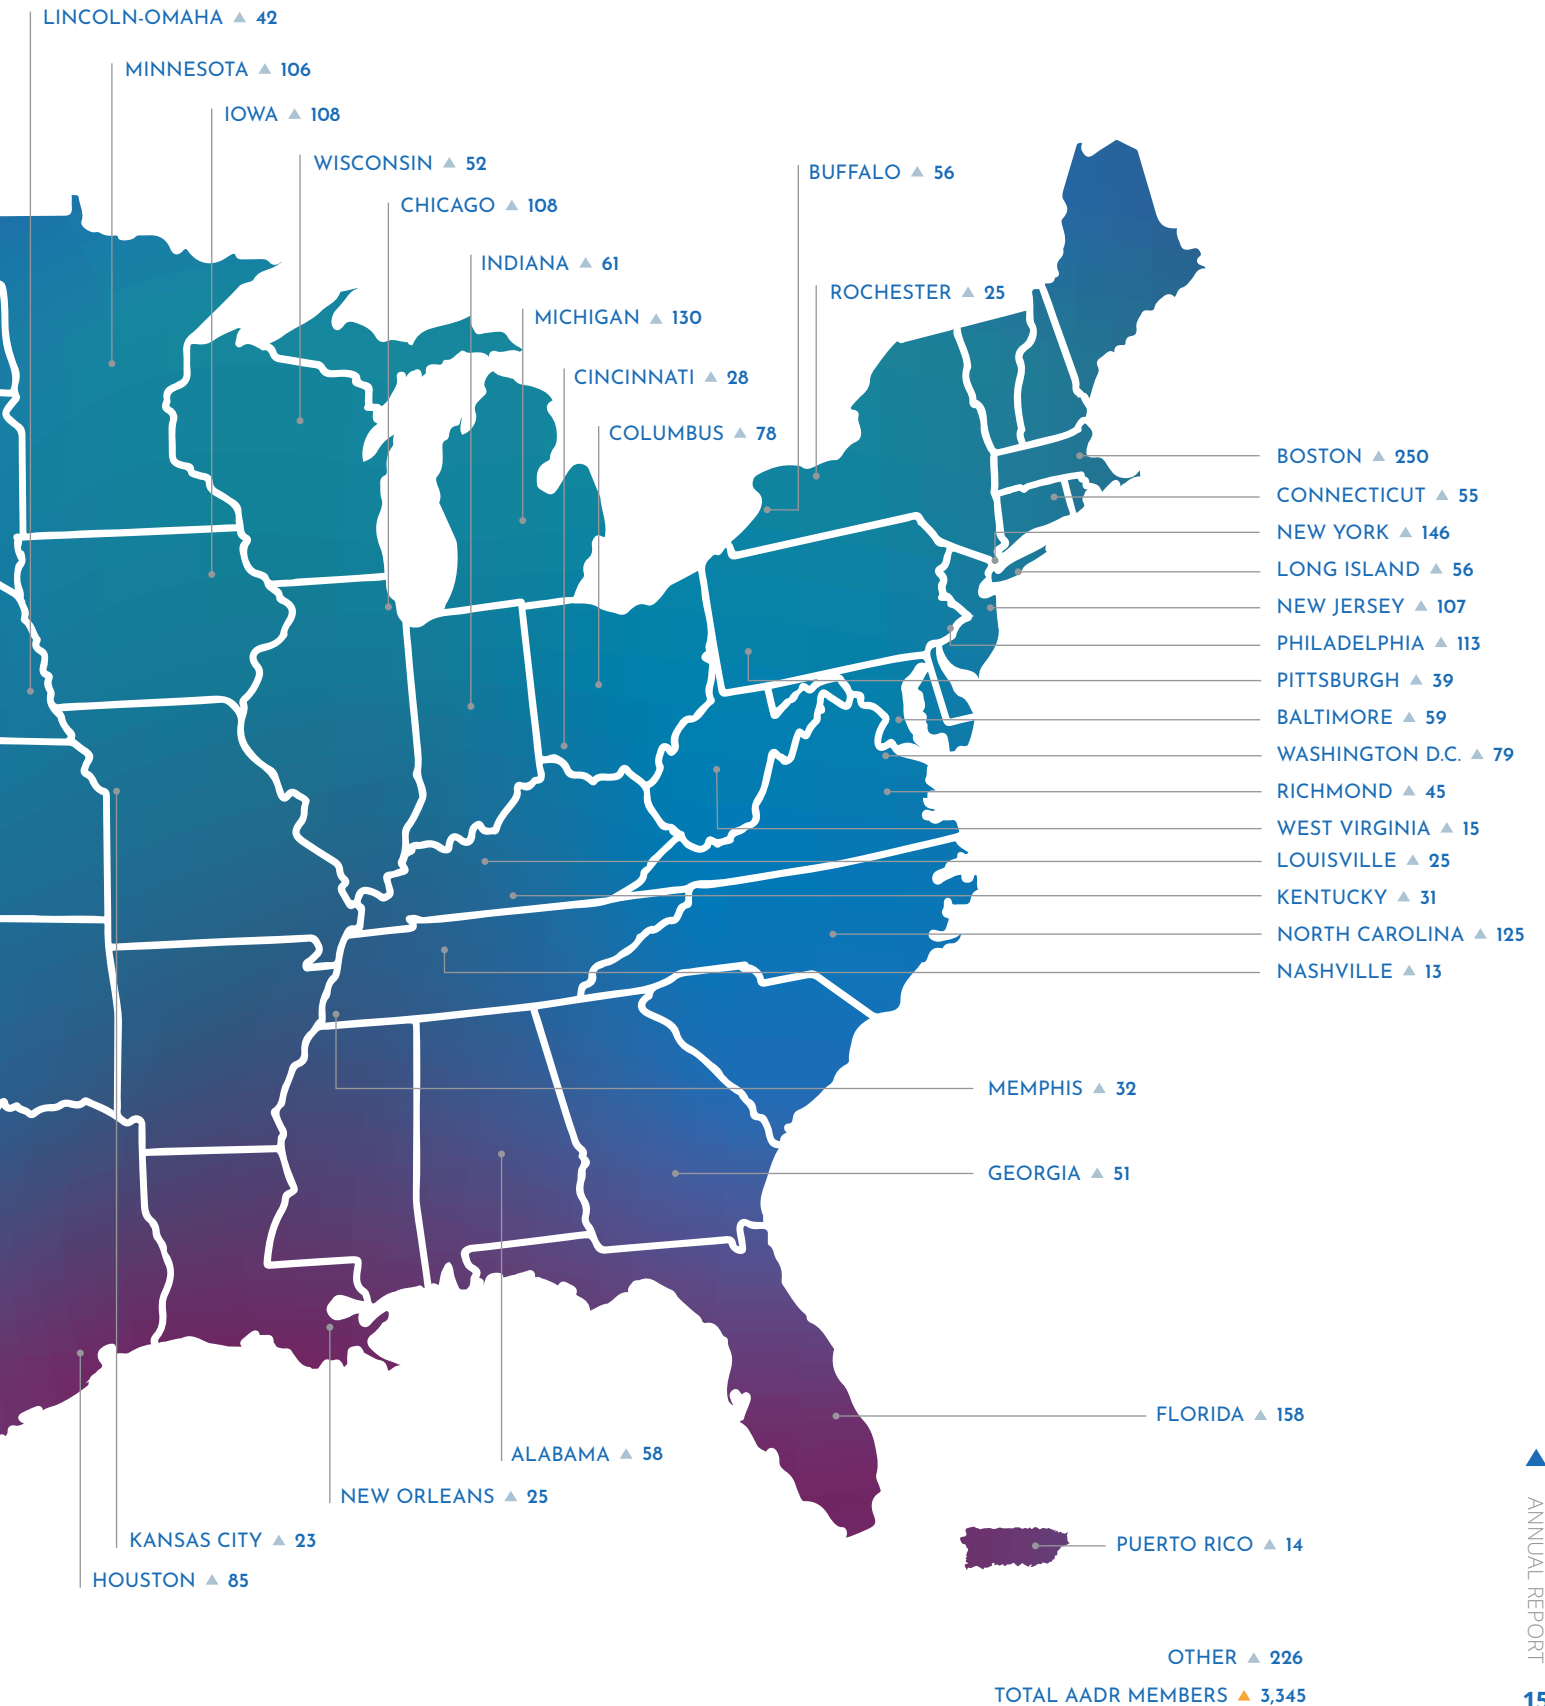 LINCOLN-OMAHA ▲ 42
MINNESOTA ▲ 106
IOWA ▲ 108
WISCONSIN ▲ 52
CHICAGO ▲ 108
INDIANA ▲ 61
MICHIGAN ▲ 130
CINCINNATI ▲ 28
COLUMBUS ▲ 78
BUFFALO ▲ 56
ROCHESTER ▲ 25
BOSTON ▲ 250
CONNECTICUT ▲ 55
NEW YORK ▲ 146
LONG ISLAND ▲ 56
NEW JERSEY ▲ 107
PHILADELPHIA ▲ 113
PITTSBURGH ▲ 39
BALTIMORE ▲ 59
WASHINGTON D.C. ▲ 79
RICHMOND ▲ 45
WEST VIRGINIA ▲ 15
LOUISVILLE ▲ 25
KENTUCKY ▲ 31
NORTH CAROLINA ▲ 125
NASHVILLE ▲ 13
MEMPHIS ▲ 32
GEORGIA ▲ 51
FLORIDA ▲ 158
ALABAMA ▲ 58
NEW ORLEANS ▲ 25
KANSAS CITY ▲ 23
HOUSTON ▲ 85
PUERTO RICO ▲ 14
OTHER ▲ 226
TOTAL AADR MEMBERS ▲ 3,345
▲ ANNUAL REPORT
15